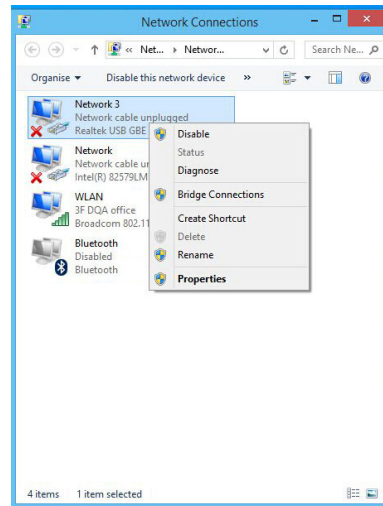 Network Connections
« Net... Networ...
Search Ne...
Organise
Disable this network device
»
Network 3
Network cable unplugged
Realtek USB GBE
Network
Network cable
Intel(R) 82579LM
WLAN
3F DQA office
Broadcom 802.11
Bluetooth
Disabled
Bluetooth
Disable
Status
Diagnose
Bridge Connections
Create Shortcut
Delete
Rename
Properties
4 items 1 item selected